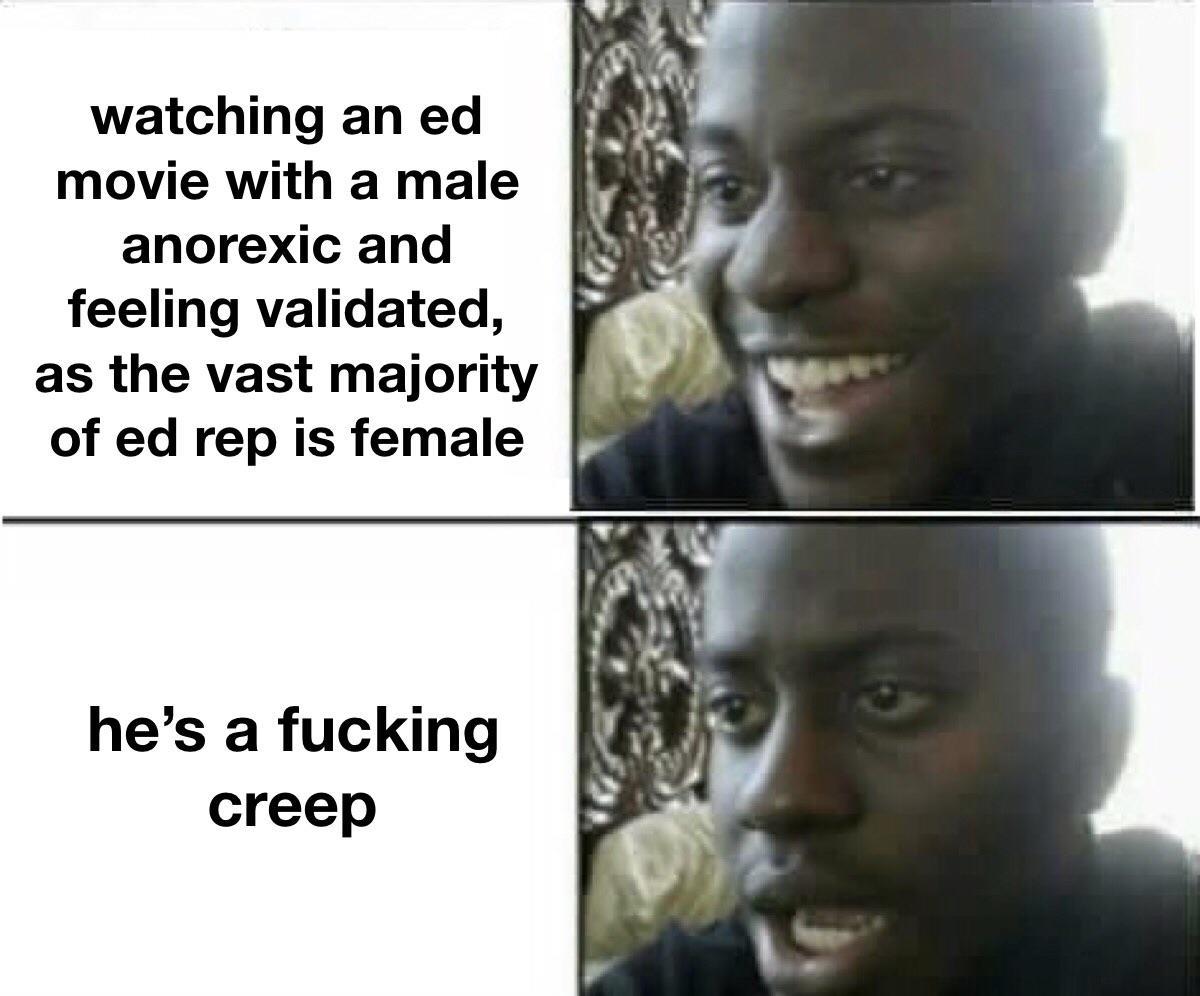 watching an ed
movie with a male
anorexic and
feeling validated,
as the vast majority
of ed rep is female
he’s a fucking
creep